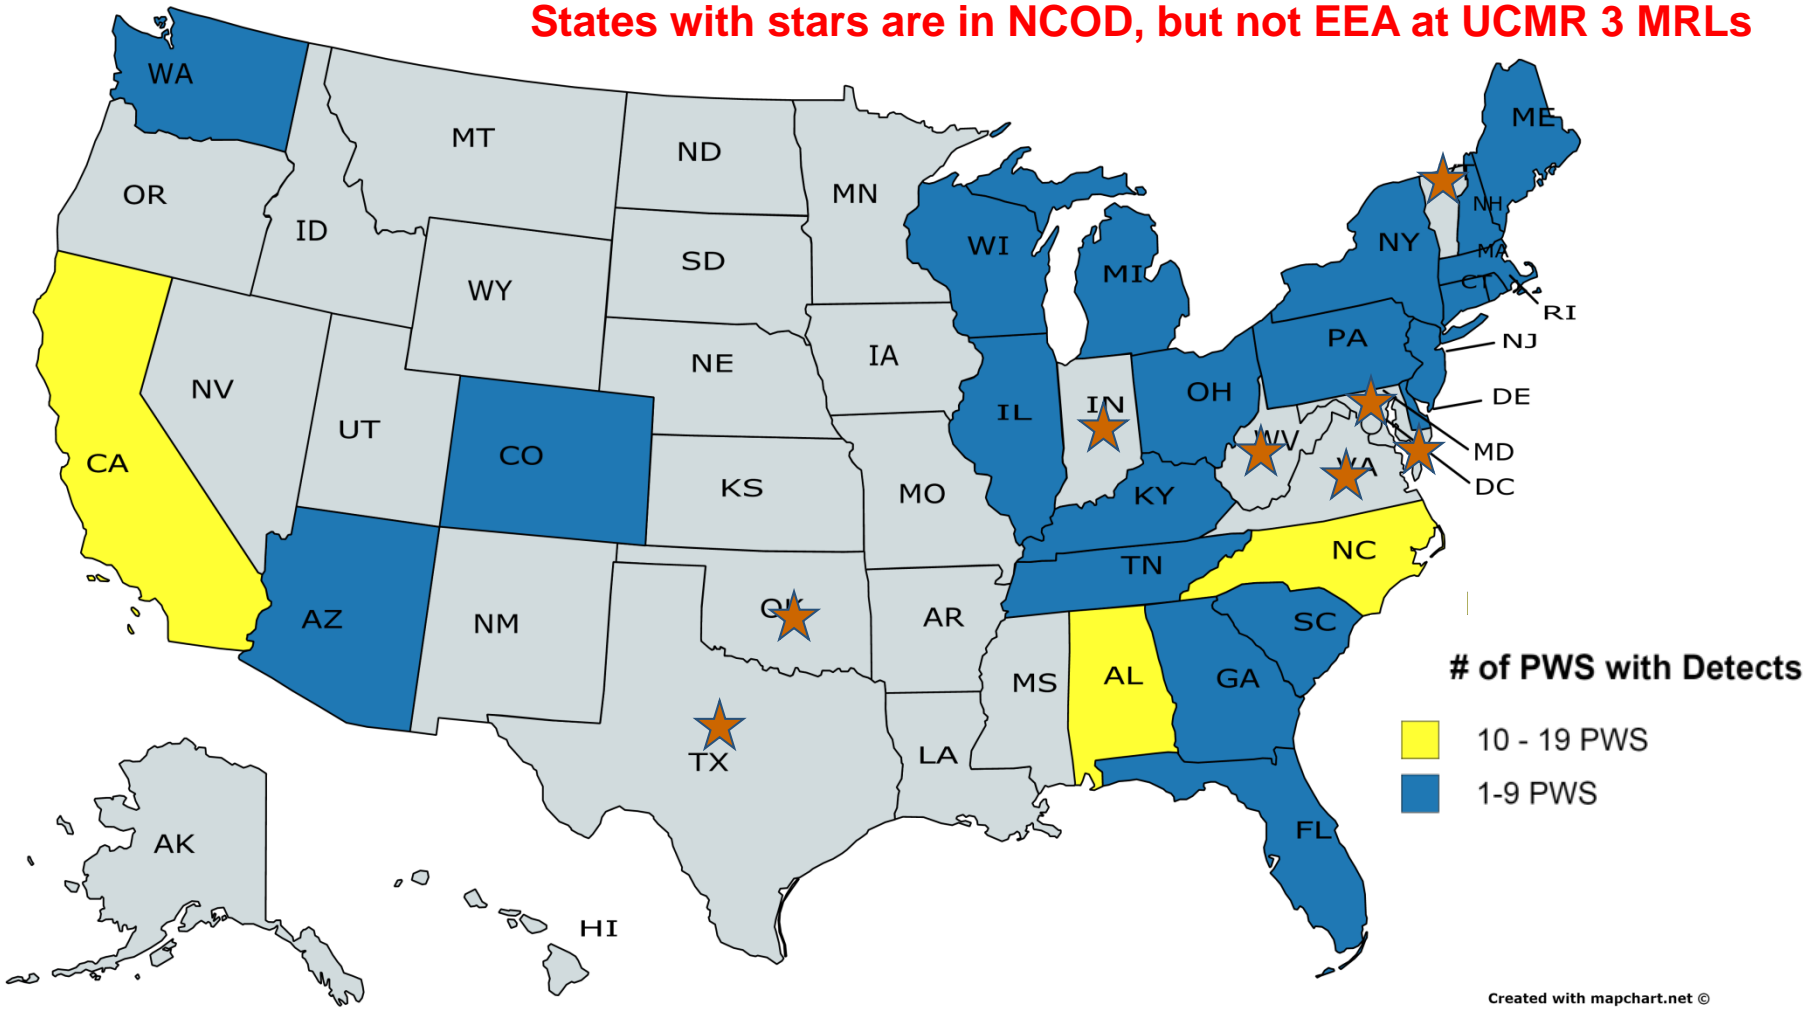 States with stars are in NCOD, but not EEA at UCMR 3 MRLs
WA
MT
ND
MN
ME
OR
ID
SD
WI
MI
NY
NH
MA
WY
CT
RI
NE
IA
PA
NJ
NV
UT
CO
IL
IN
OH
DE
CA
KS
MO
WV
VA
MD
KY
DC
AZ
NM
OK
AR
TN
NC
SC
MS
AL
GA
TX
LA
FL
AK
HI
# of PWS with Detects
10 - 19 PWS
1-9 PWS
Created with mapchart.net ©